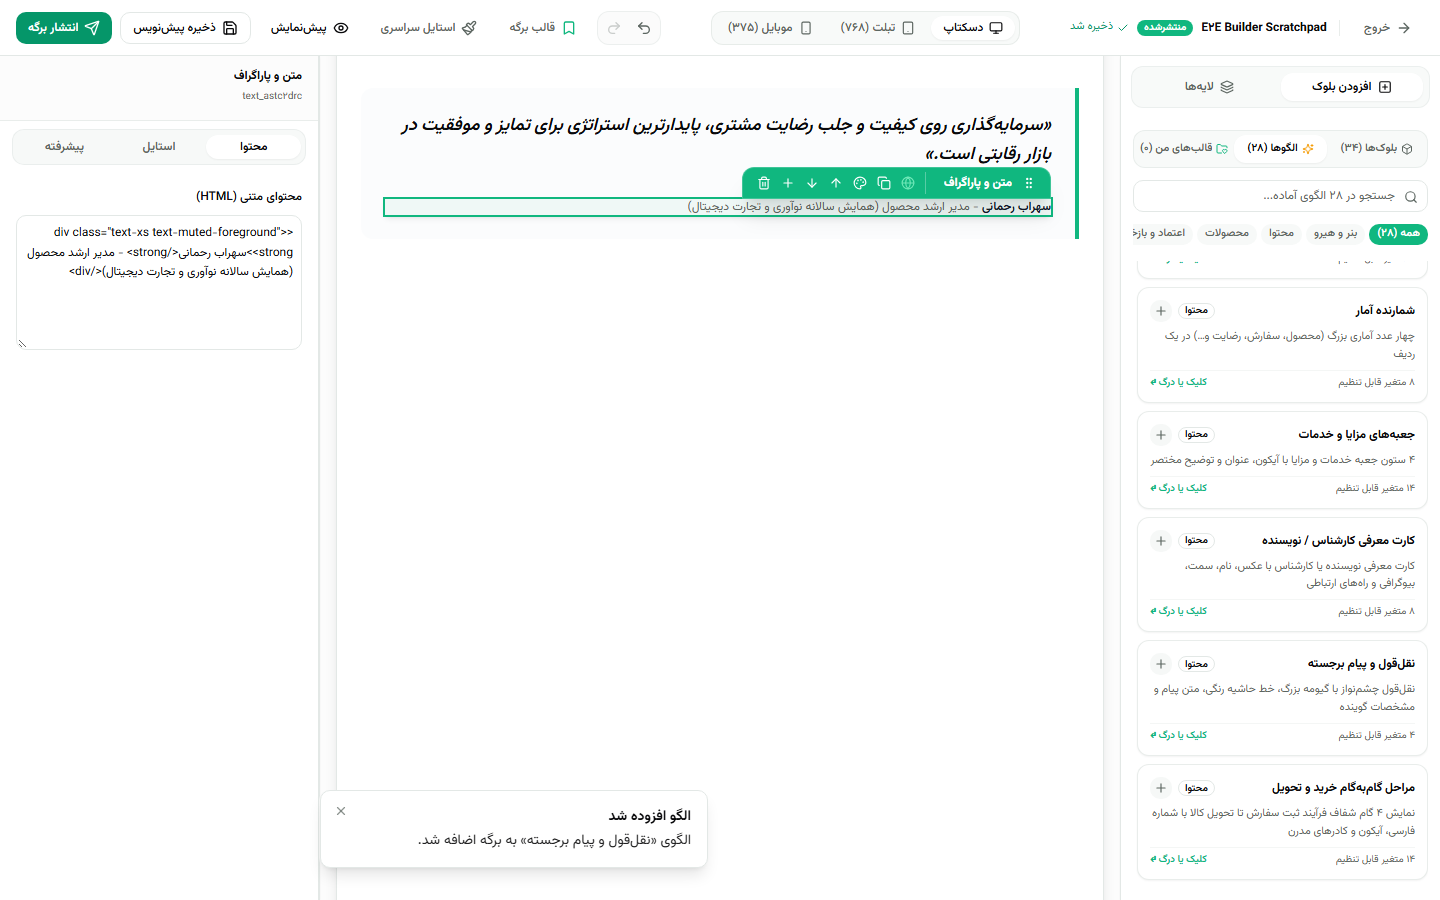 خروج
E2E Builder Scratchpad
منتشرشده
ذخیره شد
دسکتاپ
تبلت (۷۶۸)
موبایل (۳۷۵)
قالب برگه
استایل سراسری
پیش‌نمایش
ذخیره پیش‌نویس
انتشار برگه
افزودن بلوک
لایه‌ها
بلوک‌ها (۳۴)
الگوها (۲۸)
قالب‌های من (۰)
جستجو در ۲۸ الگوی آماده...
همه (۲۸)
بنر و هیرو
محتوا
محصولات
اعتماد و بازخ
شمارنده آمار
محتوا
چهار عدد آماری بزرگ (محصول، سفارش، رضایت و...) در یک
ردیف
۸ متغیر قابل تنظیم
کلیک یا درگ
جعبه‌های مزایا و خدمات
محتوا
۴ ستون جعبه خدمات و مزایا با آیکون، عنوان و توضیح مختصر
۱۴ متغیر قابل تنظیم
کلیک یا درگ
کارت معرفی کارشناس / نویسنده
محتوا
کارت معرفی نویسنده یا کارشناس با عکس، نام، سمت،
بیوگرافی و راه‌های ارتباطی
۸ متغیر قابل تنظیم
کلیک یا درگ
نقل‌قول و پیام برجسته
محتوا
نقل‌قول چشم‌نواز با گیومه بزرگ، خط حاشیه رنگی، متن پیام و
مشخصات گوینده
۴ متغیر قابل تنظیم
کلیک یا درگ
مراحل گام‌به‌گام خرید و تحویل
محتوا
نمایش ۴ گام شفاف فرآیند ثبت سفارش تا تحویل کالا با شماره
فارسی، آیکون و کادرهای مدرن
۱۴ متغیر قابل تنظیم
کلیک یا درگ
«سرمایه‌گذاری روی کیفیت و جلب رضایت مشتری، پایدارترین استراتژی برای تمایز و موفقیت در
بازار رقابتی است.»
متن و پاراگراف
سهراب رحمانی - مدیر ارشد محصول (همایش سالانه نوآوری و تجارت دیجیتال)
الگو افزوده شد
الگوی «نقل‌قول و پیام برجسته» به برگه اضافه شد.
متن و پاراگراف
text_astc2drc
محتوا
استایل
پیشرفته
محتوای متنی (HTML)
<div class="text-xs text-muted-foreground"><
strong>سهراب رحمانی</strong> - مدیر ارشد محصول
(همایش سالانه نوآوری و تجارت دیجیتال)</div>